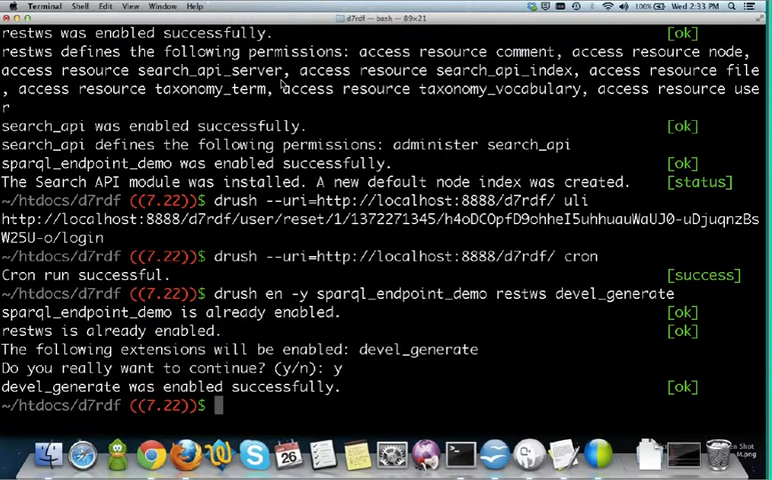 Terminal Shell Edit View Window Help 100% Wed 2:33 PM
d7rdf — bash — 89×21
restws was enabled successfully. [ok]
restws defines the following permissions: access resource comment, access resource node,
access resource search_api_server, access resource search_api_index, access resource file
, access resource taxonomy_term, access resource taxonomy_vocabulary, access resource use
r
search_api was enabled successfully. [ok]
search_api defines the following permissions: administer search_api
sparql_endpoint_demo was enabled successfully. [ok]
The Search API module was installed. A new default node index was created. [status]
~/htdocs/d7rdf ((7.22))$ drush --uri=http://localhost:8888/d7rdf/ uli
http://localhost:8888/d7rdf/user/reset/1/1372271345/h4oDCOpfD9ohheI5uhhuauWaUJ0-uDjuqnzBs
W25U-o/login
~/htdocs/d7rdf ((7.22))$ drush --uri=http://localhost:8888/d7rdf/ cron
Cron run successful. [success]
~/htdocs/d7rdf ((7.22))$ drush en -y sparql_endpoint_demo restws devel_generate
sparql_endpoint_demo is already enabled. [ok]
restws is already enabled. [ok]
The following extensions will be enabled: devel_generate
Do you really want to continue? (y/n): y
devel_generate was enabled successfully. [ok]
~/htdocs/d7rdf ((7.22))$
26